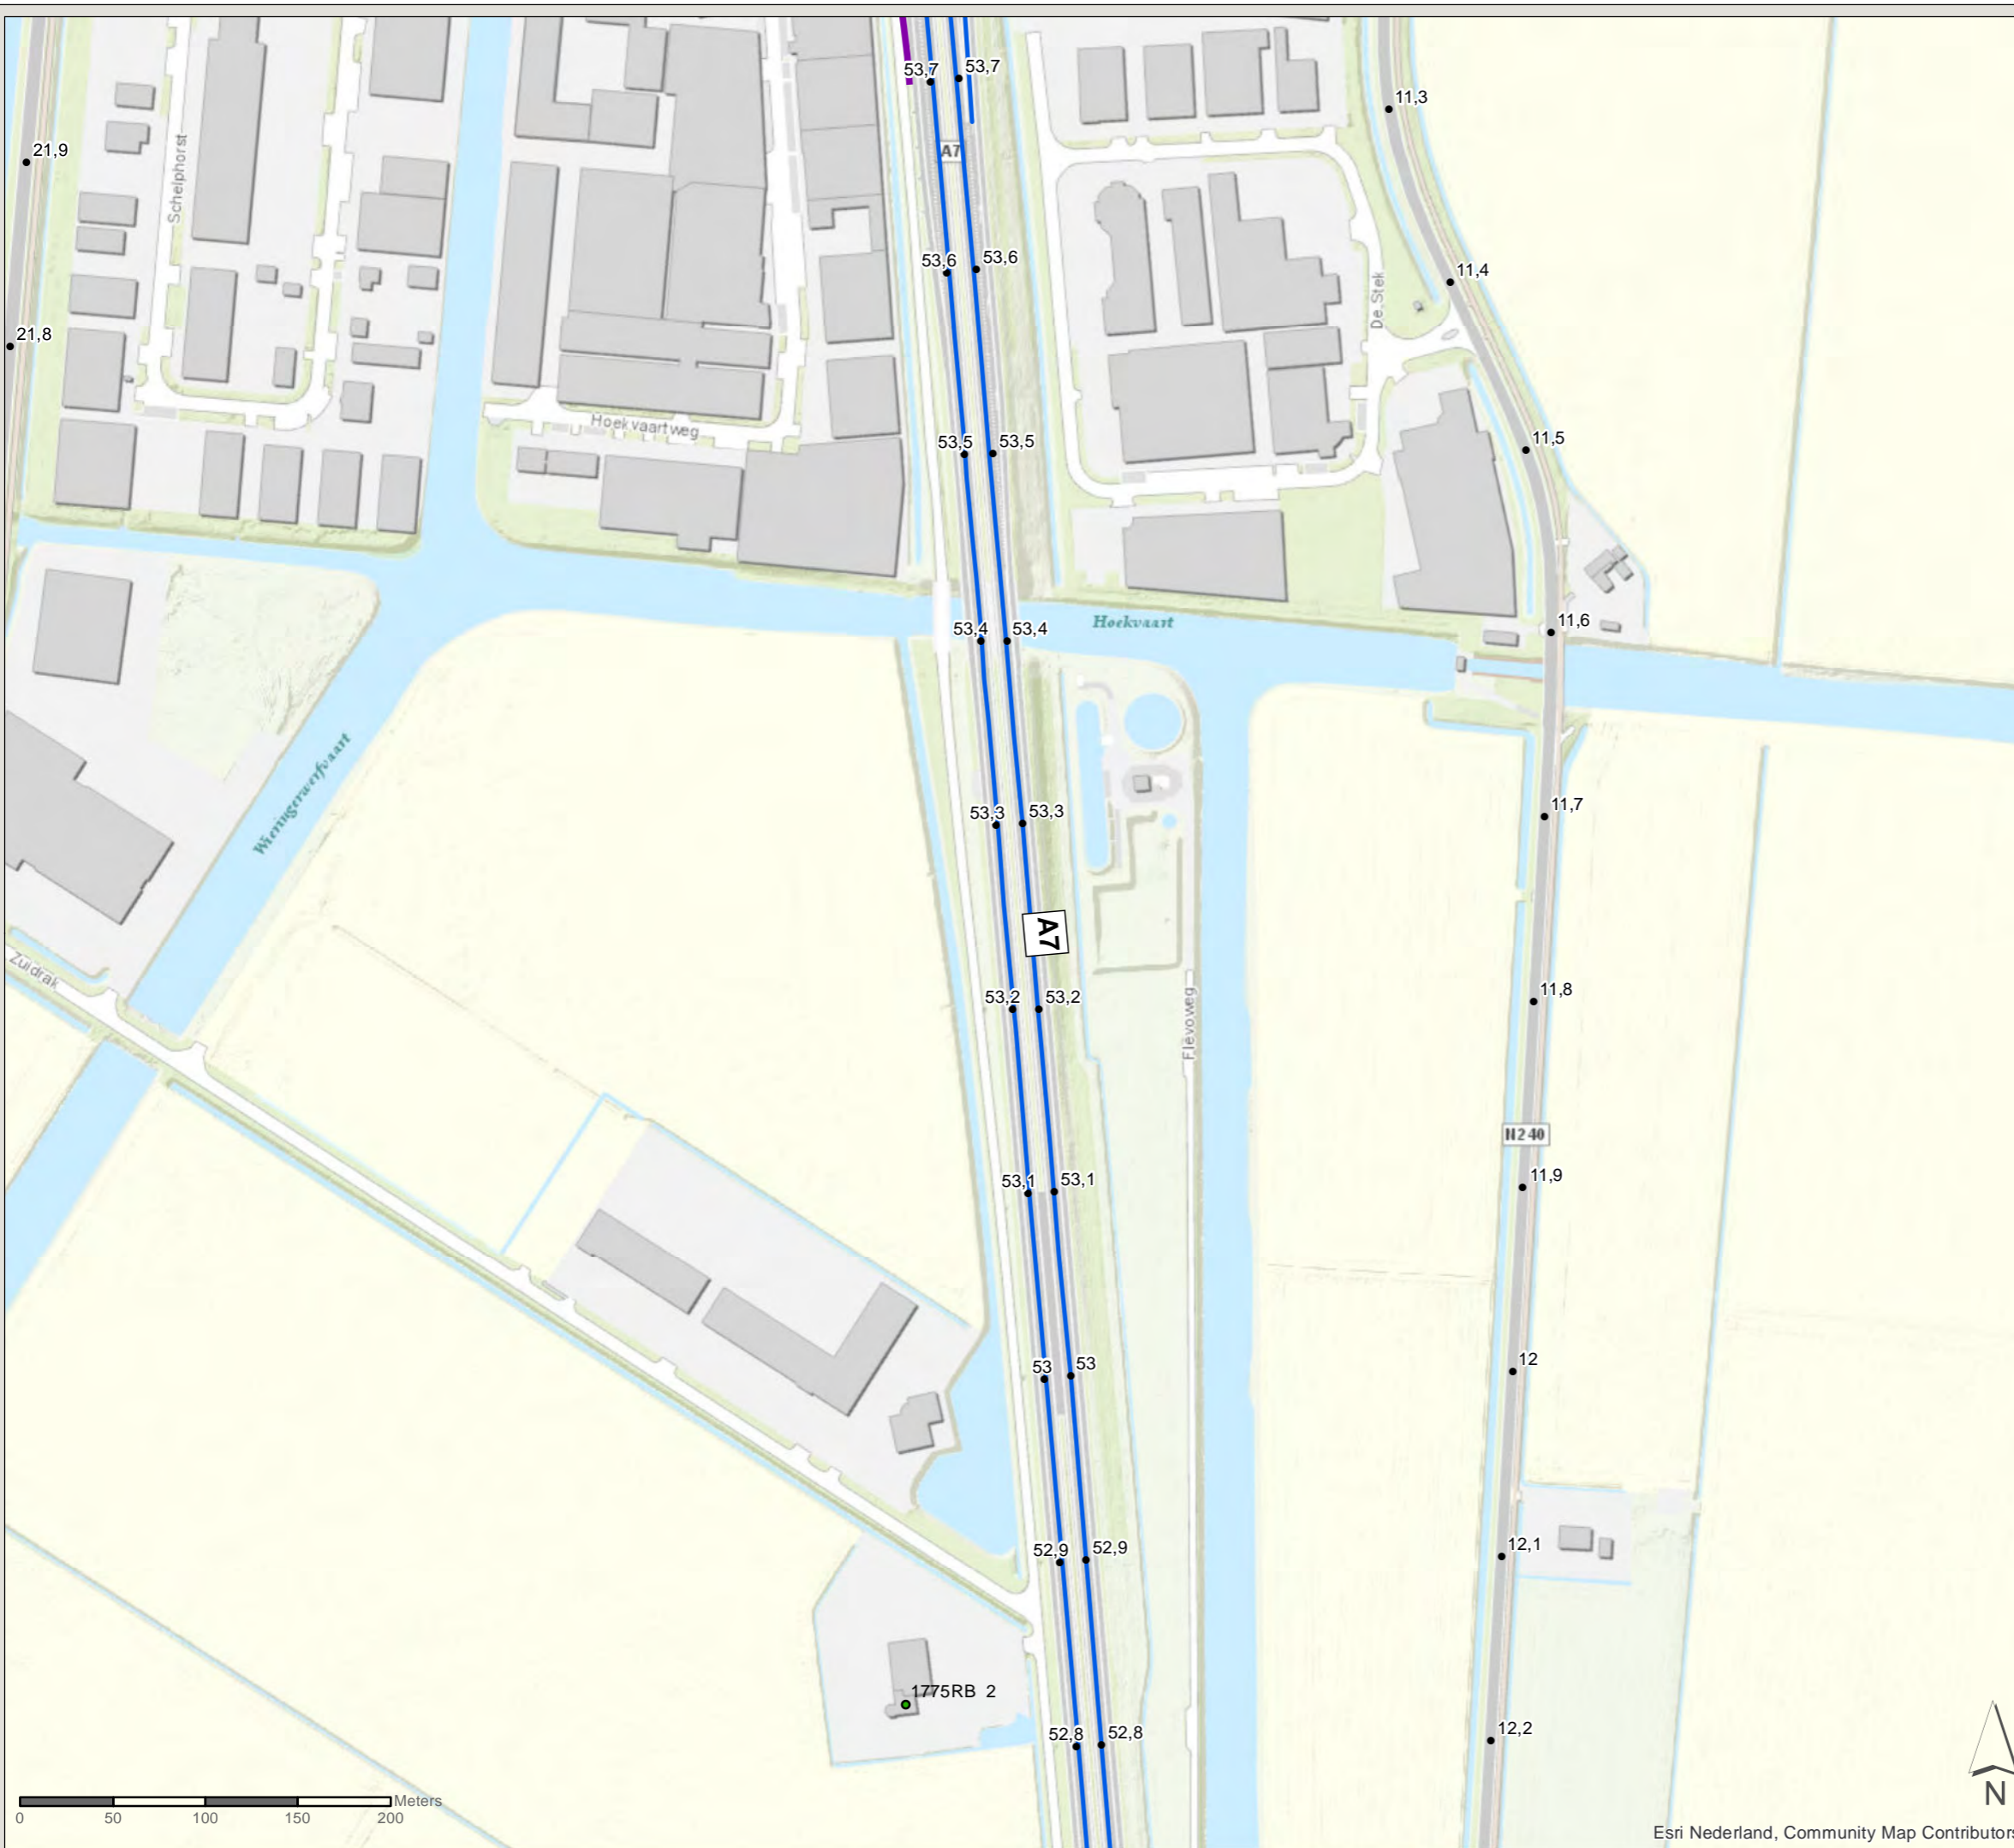 53,7
53,7
11,3
A7
21,9
Schelphorst
53,6
53,6
11,4
De Stek
21,8
Hoekvaartweg
53,5
53,5
11,5
Hoekvaart
53,4
53,4
11,6
Wieringerwerfvaart
53,3
53,3
11,7
A7
Zuidrak
53,2
53,2
11,8
Flevoweg
N240
53,1
53,1
11,9
53
53
12
52,9
52,9
12,1
1775RB 2
52,8
52,8
12,2
Meters
0
50
100
150
200
N
Esri Nederland, Community Map Contributors